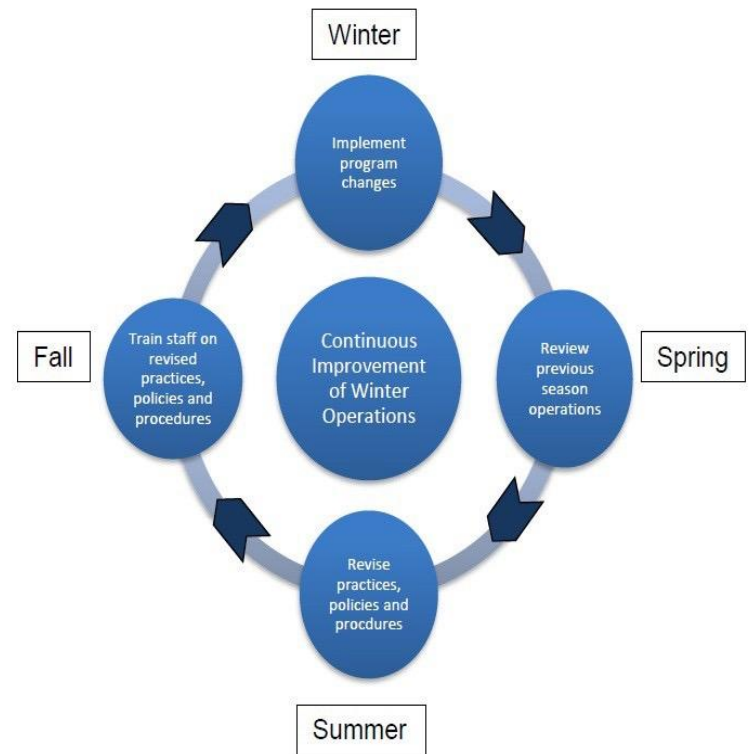 Winter
Implement
program
changes
Fall
Train staff on
revised
practices,
policies and
procedures
Continuous
Improvement
of Winter
Operations
Review
previous
season
operations
Spring
Revise
practices,
policies and
procdures
Summer